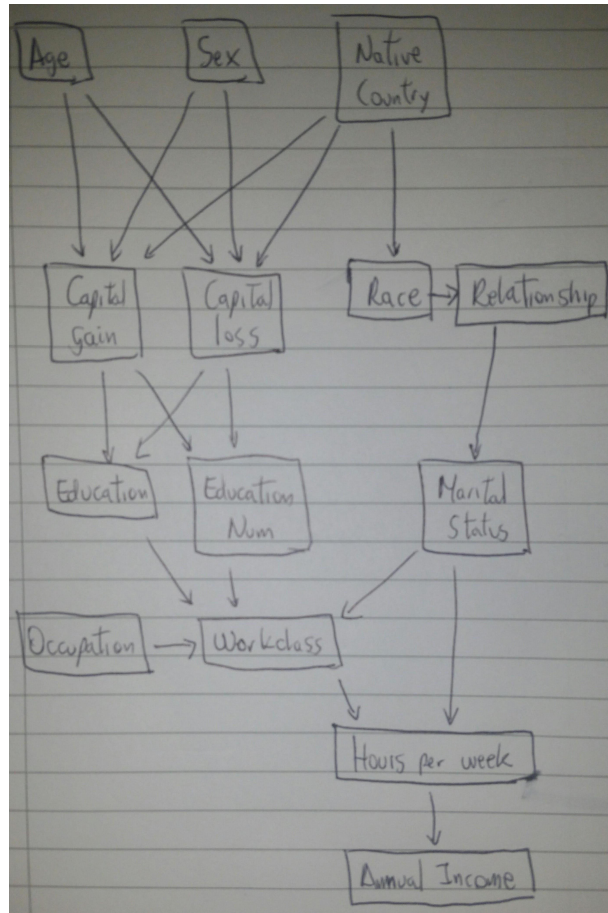 Age
Sex
Native
Country
Capital
gain
Capital
loss
Race
Relationship
Education
Education
Num
Marital
Status
Occupation
Workclass
Hours per week
Annual Income